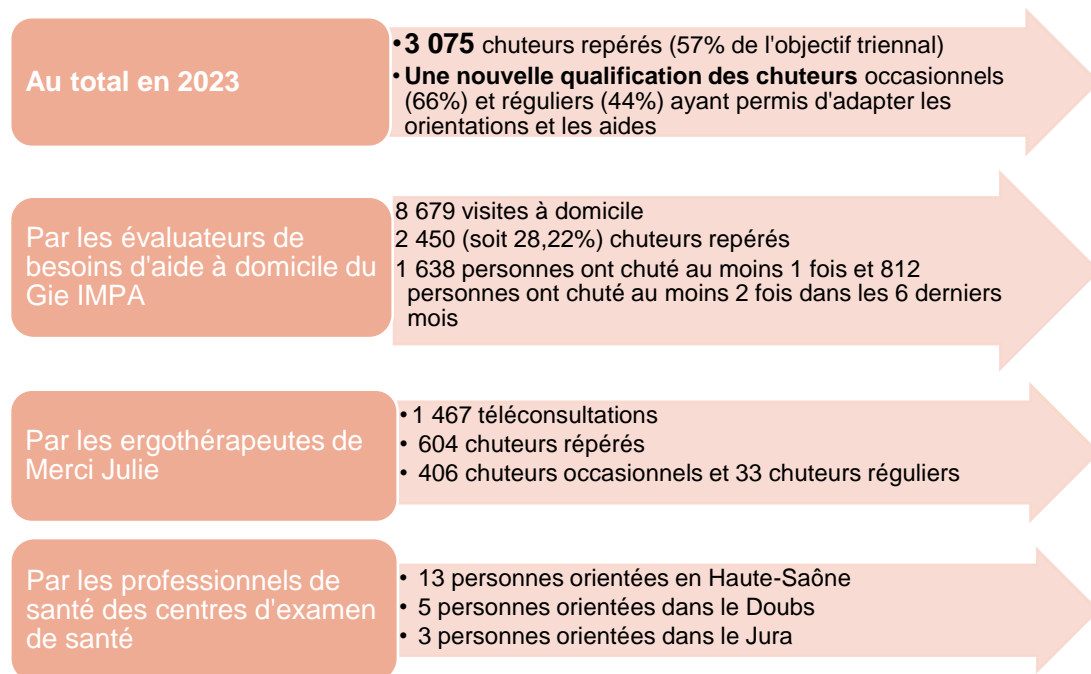 Au total en 2023
•3 075 chuteurs repérés (57% de l'objectif triennal)
•Une nouvelle qualification des chuteurs occasionnels
(66%) et réguliers (44%) ayant permis d'adapter les
orientations et les aides
Par les évaluateurs de
besoins d'aide à domicile du
Gie IMPA
8 679 visites à domicile
2 450 (soit 28,22%) chuteurs repérés
1 638 personnes ont chuté au moins 1 fois et 812
personnes ont chuté au moins 2 fois dans les 6 derniers
mois
Par les ergothérapeutes de
Merci Julie
•1 467 téléconsultations
• 604 chuteurs répérés
• 406 chuteurs occasionnels et 33 chuteurs réguliers
Par les professionnels de
santé des centres d'examen
de santé
• 13 personnes orientées en Haute-Saône
• 5 personnes orientées dans le Doubs
• 3 personnes orientées dans le Jura